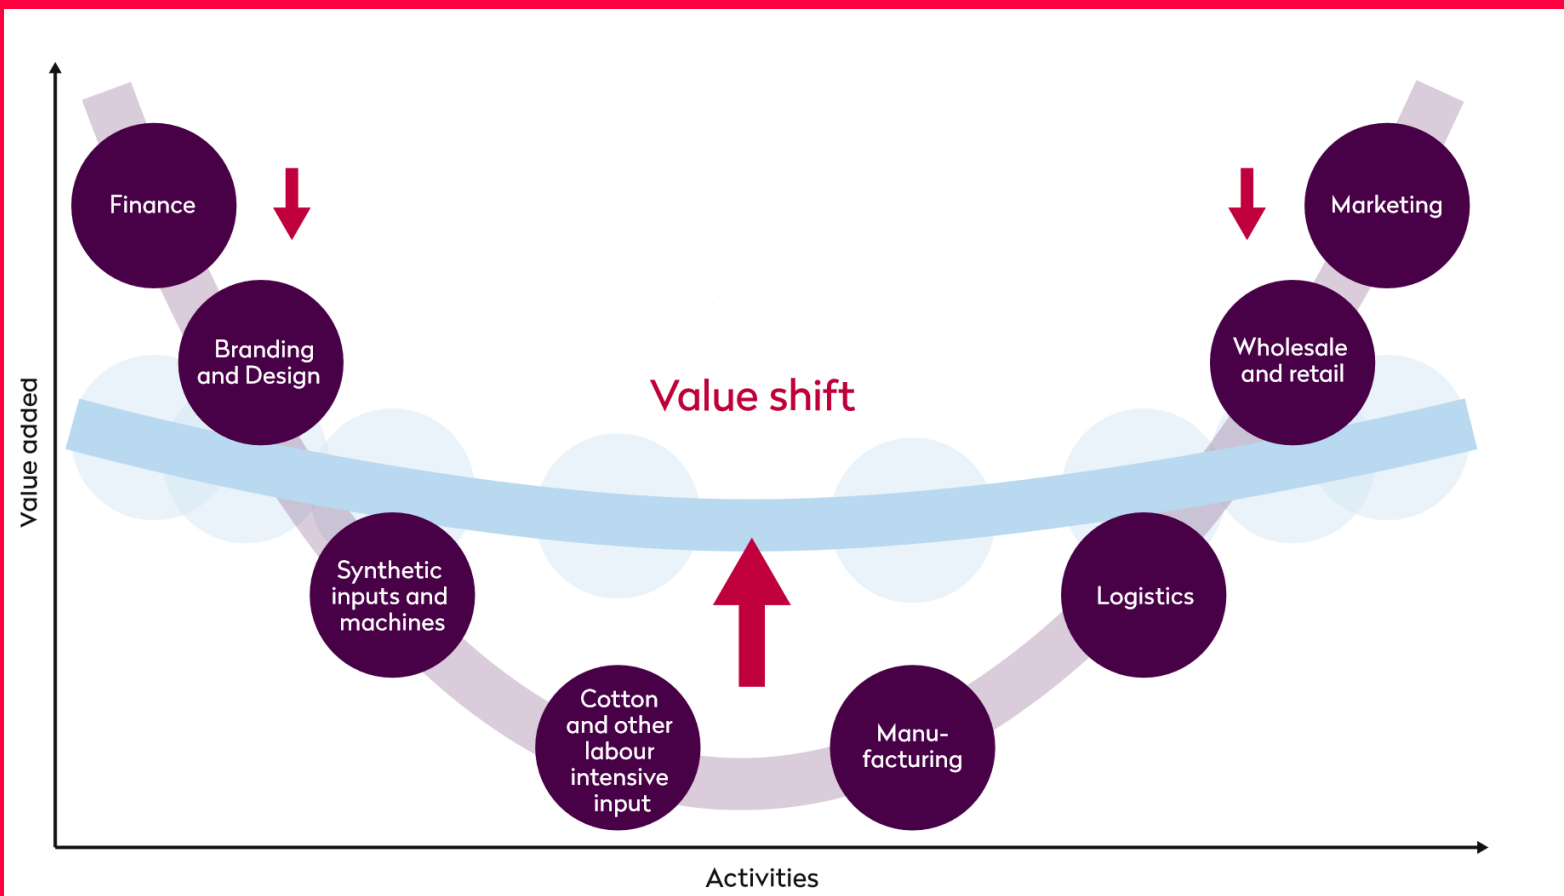 Finance
Marketing
Branding
and Design
Wholesale
and retail
Value shift
Value added
Synthetic
inputs and
machines
Logistics
Cotton
and other
labour
intensive
input
Manu-
facturing
Activities